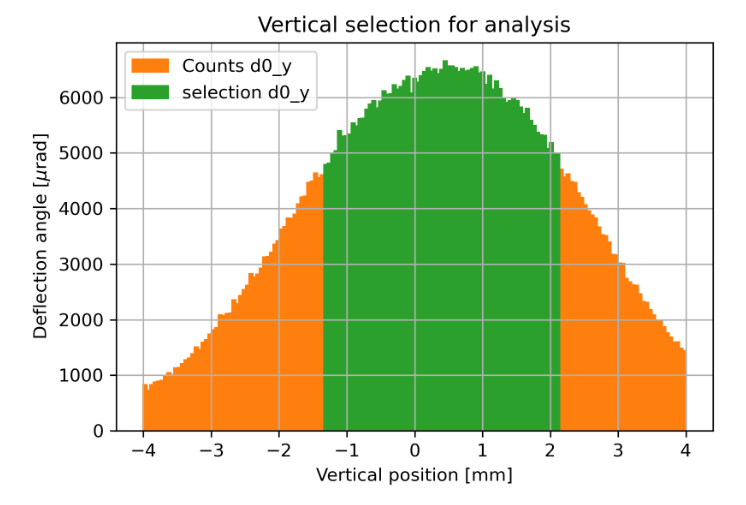 Vertical selection for analysis
Counts d0_y
selection d0_y
Deflection angle [μrad]
6000
5000
4000
3000
2000
1000
0
−4 −3 −2 −1 0 1 2 3 4
Vertical position [mm]